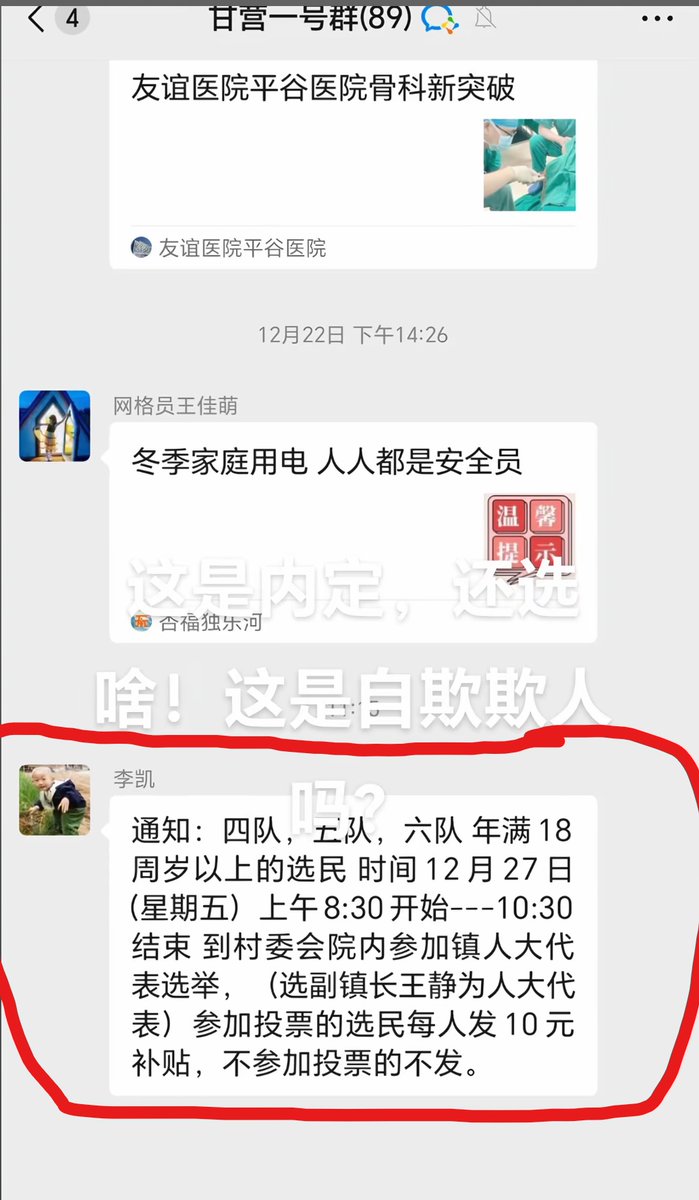 4
甘营一号群(89)
友谊医院平谷医院骨科新突破
友谊医院平谷医院
12月22日 下午14:26
网格员王佳萌
冬季家庭用电 人人都是安全员
温馨
提示
这是内定，还选
福独乐河
啥！这是自欺欺人
吗？
李凯
通知：四队，五队，六队 年满18
周岁以上的选民 时间12月27日
(星期五）上午8:30开始---10:30
结束 到村委会院内参加镇人大代
表选举，（选副镇长王静为人大代
表）参加投票的选民每人发10元
补贴，不参加投票的不发。